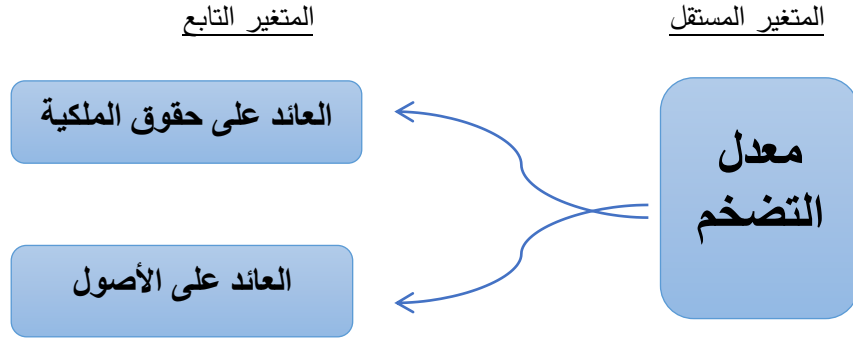 المتغير المستقل
المتغير التابع
معدل
التضخم
العائد على حقوق الملكية
العائد على الأصول